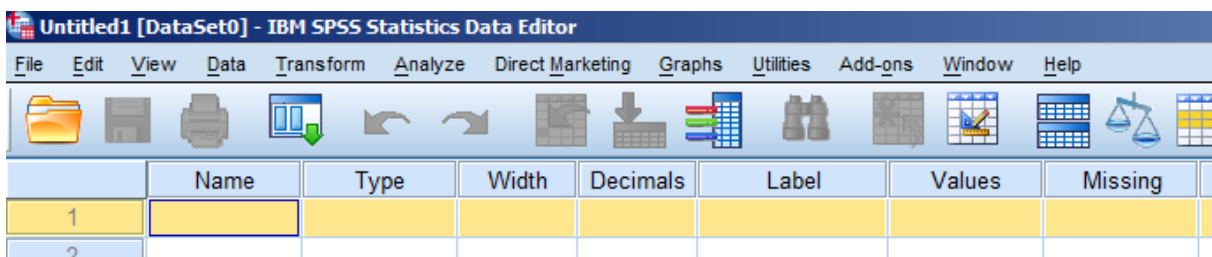 Untitled1 [DataSet0] - IBM SPSS Statistics Data Editor
File Edit View Data Transform Analyze Direct Marketing Graphs Utilities Add-ons Window Help
Name Type Width Decimals Label Values Missing
1
2